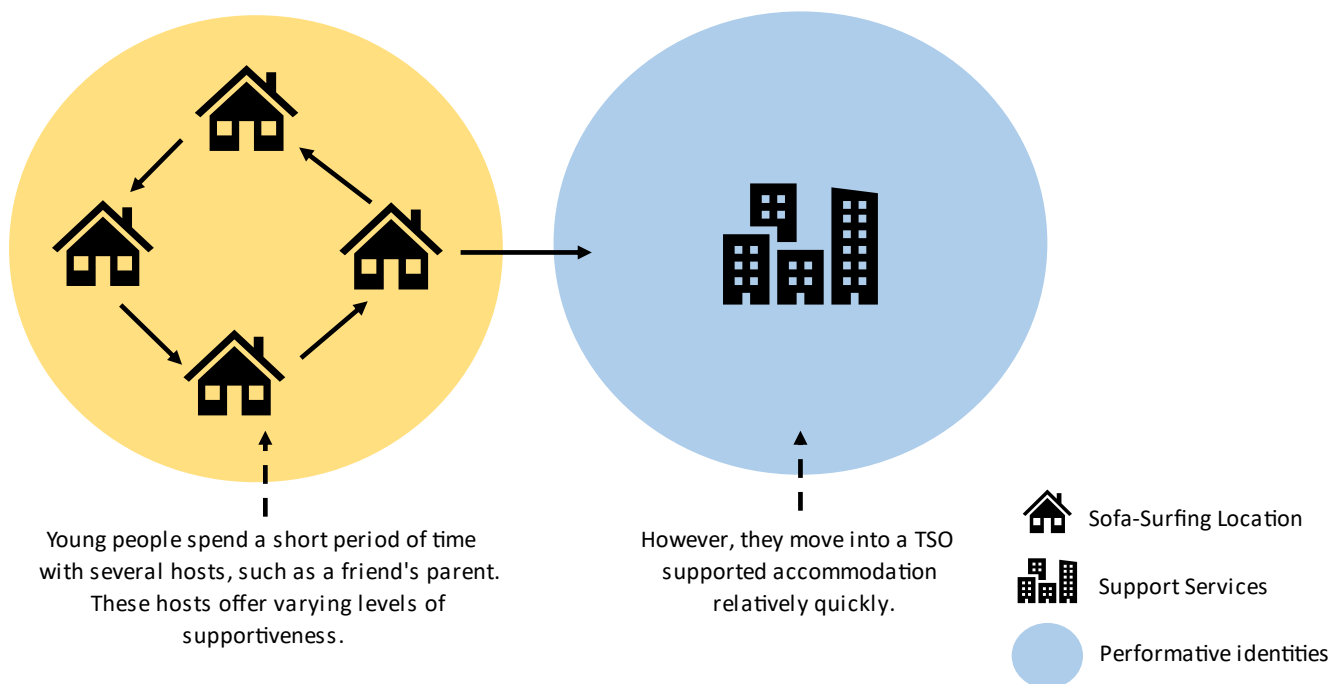 Young people spend a short period of time
with several hosts, such as a friend's parent.
These hosts offer varying levels of
supportiveness.
However, they move into a TSO
supported accommodation
relatively quickly.
Sofa-Surfing Location
Support Services
Performative identities